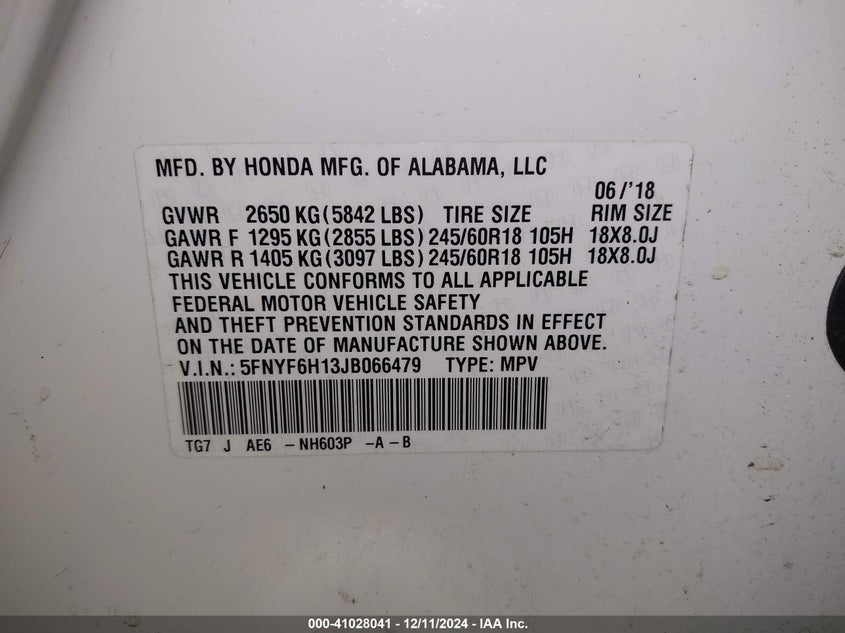 MFD. BY HONDA MFG. OF ALABAMA, LLC
06/'18
GVWR 2650 KG(5842 LBS) TIRE SIZE RIM SIZE
GAWR F 1295 KG(2855 LBS) 245/60R18 105H 18X8.0J
GAWR R 1405 KG(3097 LBS) 245/60R18 105H 18X8.0J
THIS VEHICLE CONFORMS TO ALL APPLICABLE
FEDERAL MOTOR VEHICLE SAFETY
AND THEFT PREVENTION STANDARDS IN EFFECT
ON THE DATE OF MANUFACTURE SHOWN ABOVE.
V.I.N.: 5FNYF6H13JB066479 TYPE: MPV
TG7 J AE6 -NH603P -A-B
000-41028041 - 12/11/2024 - IAA Inc.